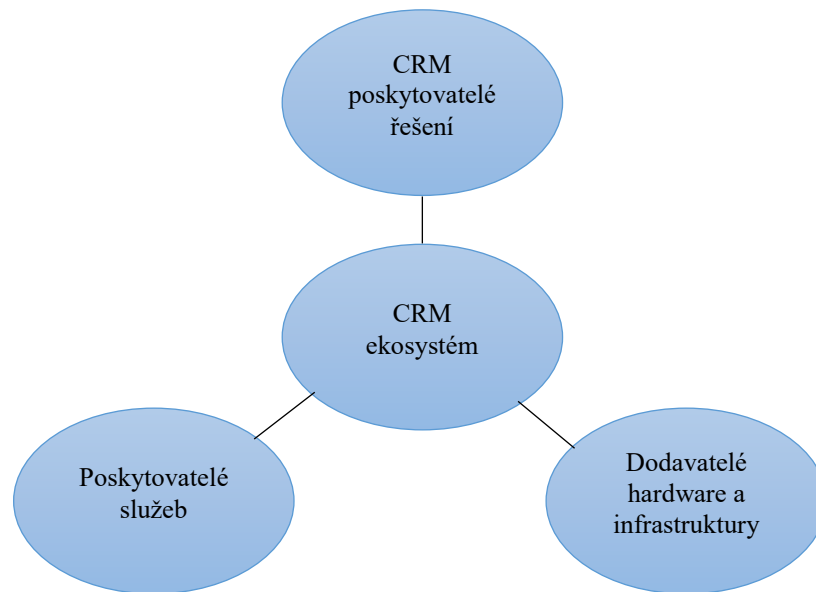 CRM
poskytovatelé
řešení
CRM
ekosystém
Poskytovatelé
služeb
Dodavatelé
hardware a
infrastruktury